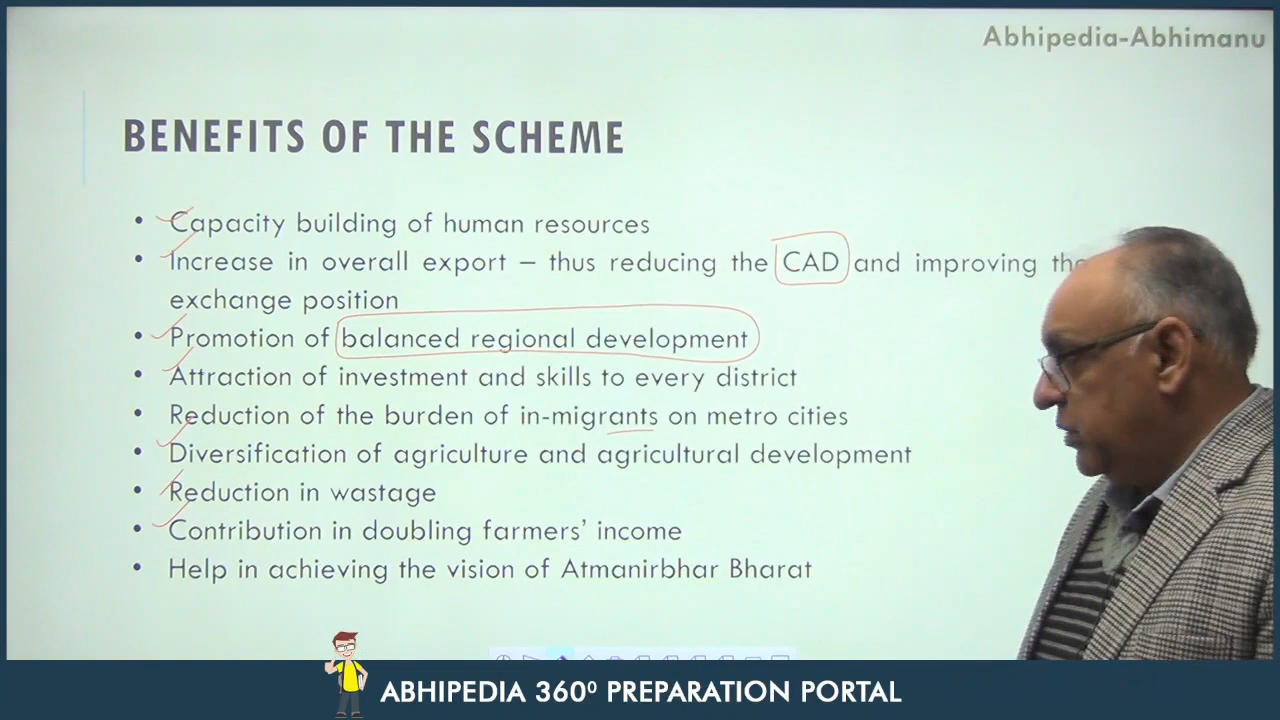 Abhipedia-Abhimanu
BENEFITS OF THE SCHEME
• Capacity building of human resources
• Increase in overall export – thus reducing the CAD and improving the
exchange position
• Promotion of balanced regional development
• Attraction of investment and skills to every district
• Reduction of the burden of in-migrants on metro cities
• Diversification of agriculture and agricultural development
• Reduction in wastage
• Contribution in doubling farmers' income
• Help in achieving the vision of Atmanirbhar Bharat
ABHIPEDIA 360⁰ PREPARATION PORTAL